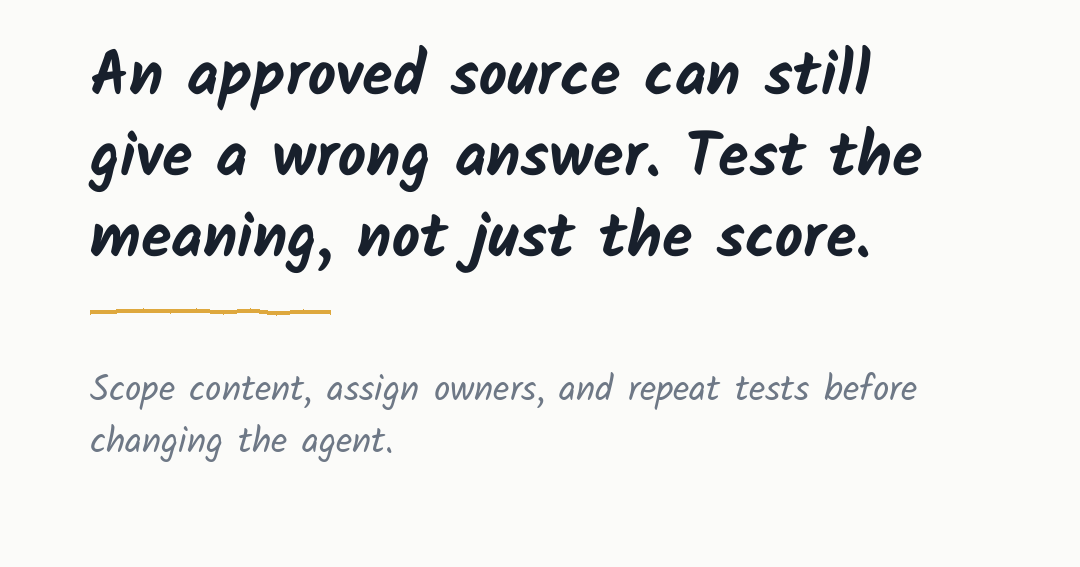 An approved source can still
give a wrong answer. Test the
meaning, not just the score.
Scope content, assign owners, and repeat tests before
changing the agent.